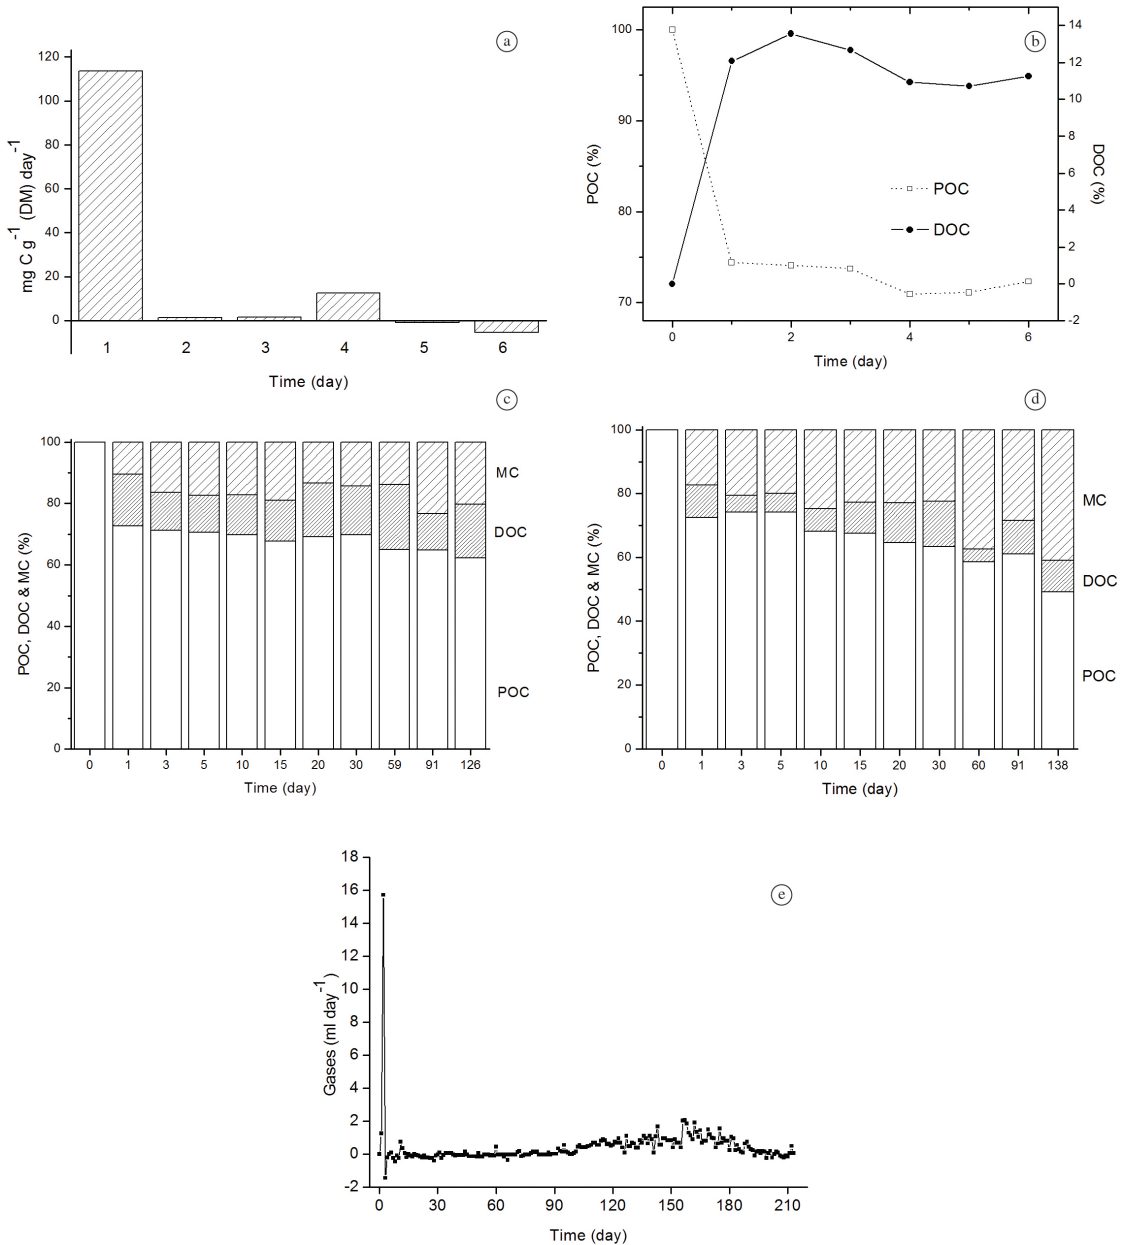 a
mg C g-1 (DM) day-1
120
100
80
60
40
20
0
1 2 3 4 5 6
Time (day)
b
POC (%)
100
90
80
70
14
12
10
8
6
4
2
0
-2
DOC (%)
POC
DOC
0 2 4 6
Time (day)
c
POC, DOC & MC (%)
100
80
60
40
20
0
MC
DOC
POC
0 1 3 5 10 15 20 30 59 91 126
Time (day)
d
POC, DOC & MC (%)
100
80
60
40
20
0
MC
DOC
POC
0 1 3 5 10 15 20 30 60 91 138
Time (day)
e
Gases (ml day-1)
18
16
14
12
10
8
6
4
2
0
-2
0 30 60 90 120 150 180 210
Time (day)